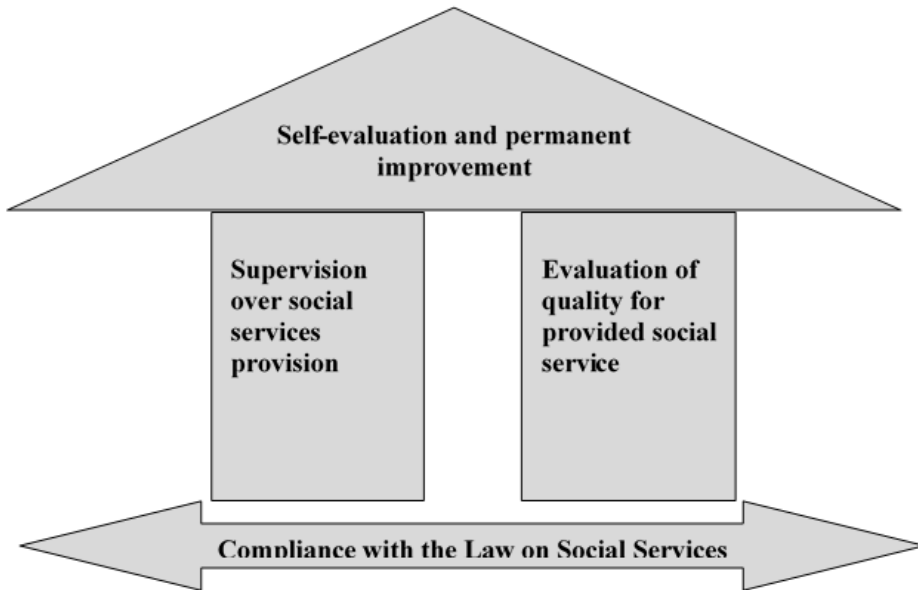 Self-evaluation and permanent
improvement
Supervision
over social
services
provision
Evaluation of
quality for
provided social
service
Compliance with the Law on Social Services